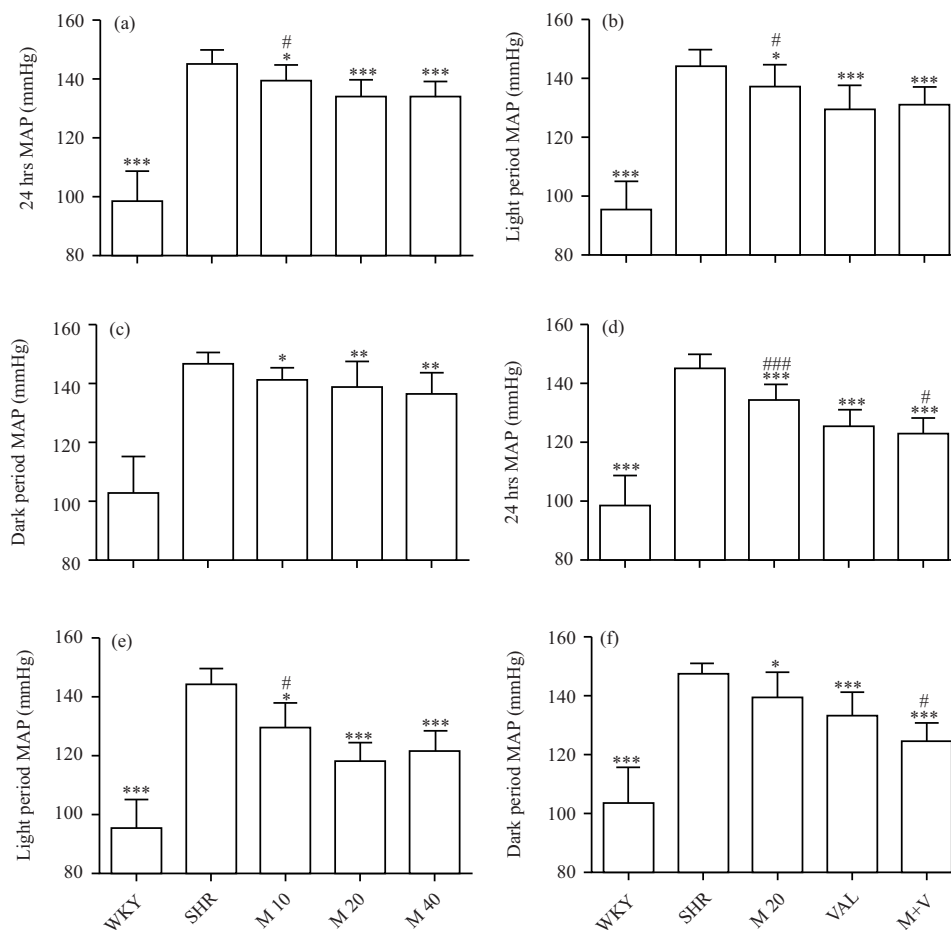 (a)
24 hrs MAP (mmHg)
160
140
120
100
80
***
#
*
***
***
(b)
Light period MAP (mmHg)
160
140
120
100
80
***
#
*
***
***
(c)
Dark period MAP (mmHg)
160
140
120
100
80
*
**
**
(d)
24 hrs MAP (mmHg)
160
140
120
100
80
***
###
***
***
#
***
(e)
Light period MAP (mmHg)
160
140
120
100
80
***
#
*
***
***
WKY
SHR
M 10
M 20
M 40
(f)
Dark period MAP (mmHg)
160
140
120
100
80
***
*
***
#
***
WKY
SHR
M 20
VAL
M+V